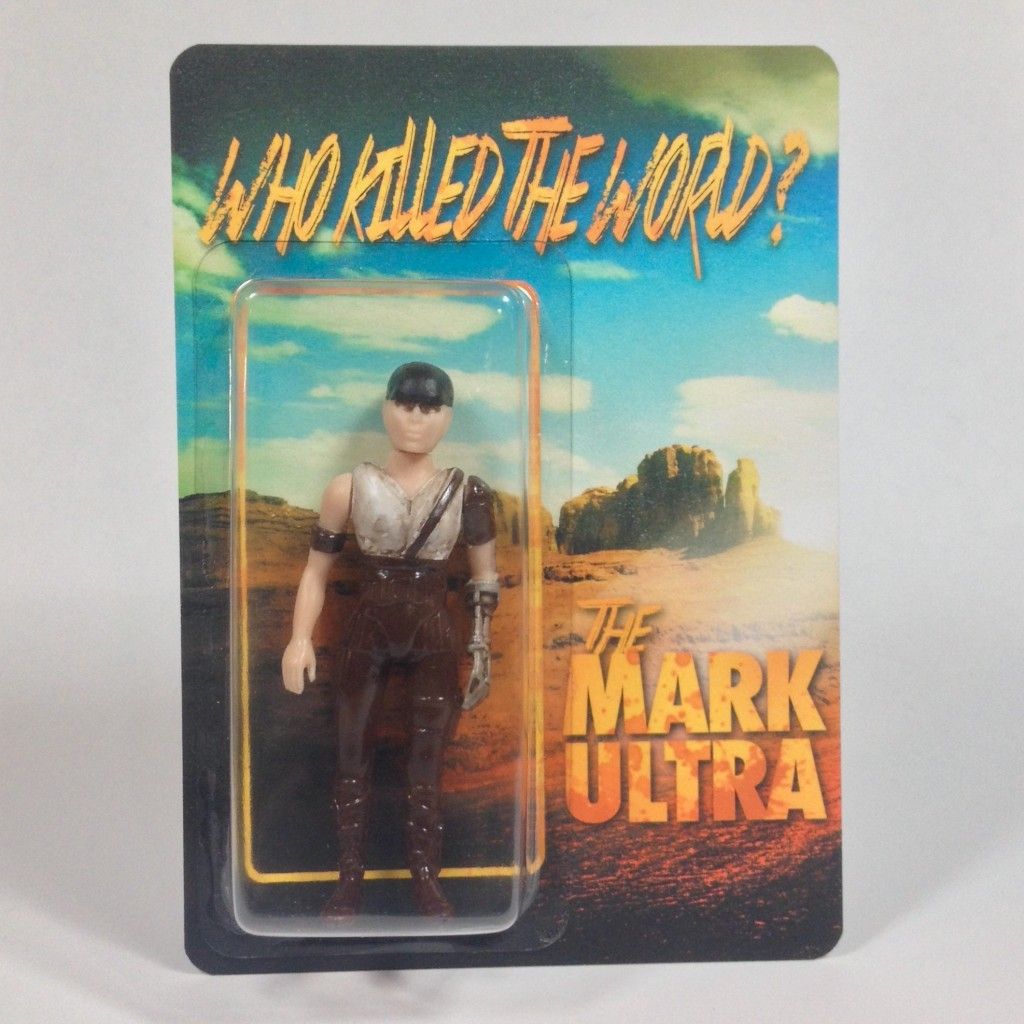 WHO KILLED THE WORLD?
THE
MARK
ULTRA